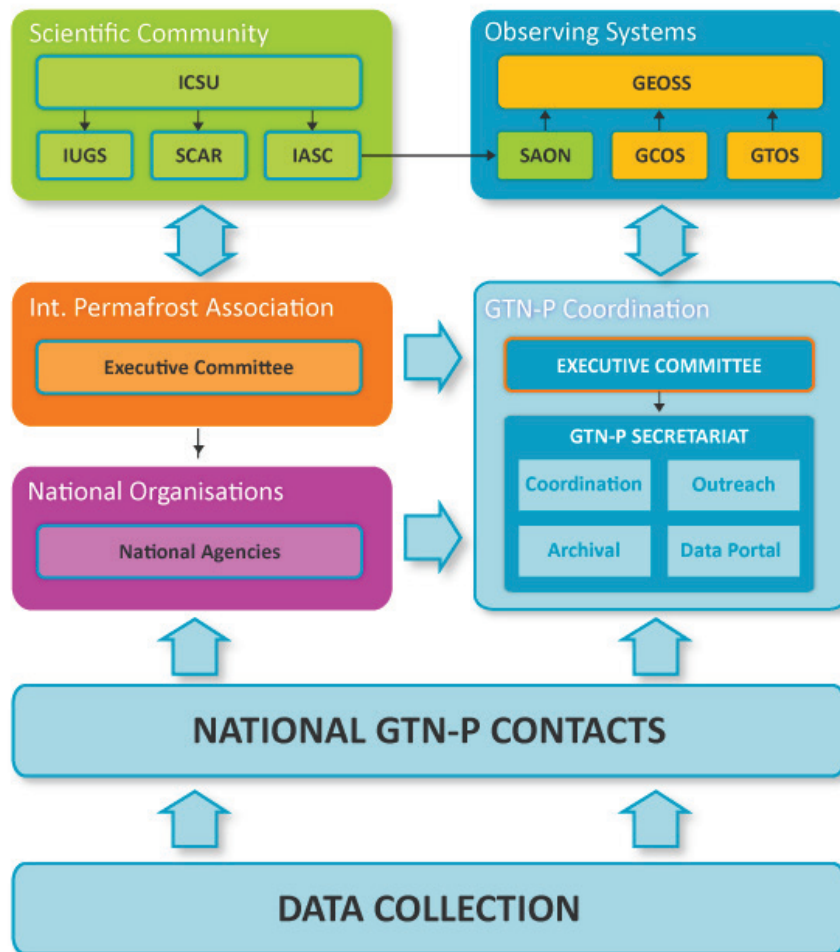 Scientific Community
ICSU
IUGS
SCAR
IASC
Observing Systems
GEOSS
SAON
GCOS
GTOS
Int. Permafrost Association
Executive Committee
GTN-P Coordination
EXECUTIVE COMMITTEE
GTN-P SECRETARIAT
Coordination
Outreach
Archival
Data Portal
National Organisations
National Agencies
NATIONAL GTN-P CONTACTS
DATA COLLECTION